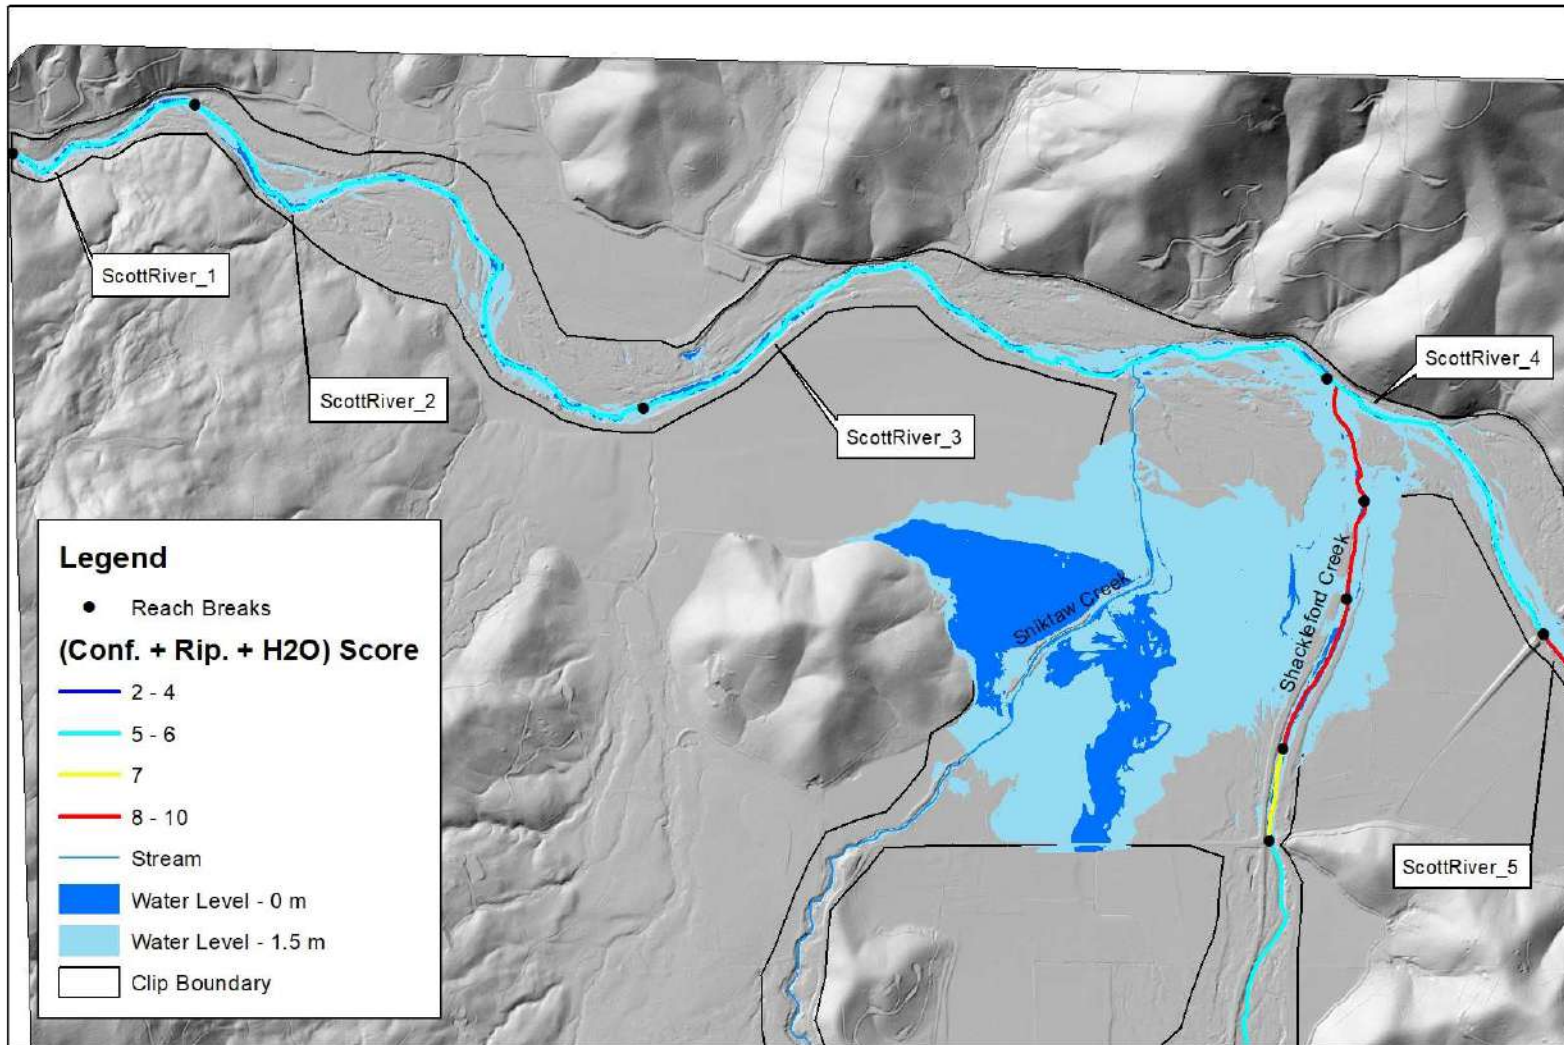 ScottRiver_1
ScottRiver_2
ScottRiver_3
ScottRiver_4
Sniktaw Creek
Shackleford Creek
ScottRiver_5
Legend
Reach Breaks
(Conf. + Rip. + H2O) Score
2 - 4
5 - 6
7
8 - 10
Stream
Water Level - 0 m
Water Level - 1.5 m
Clip Boundary